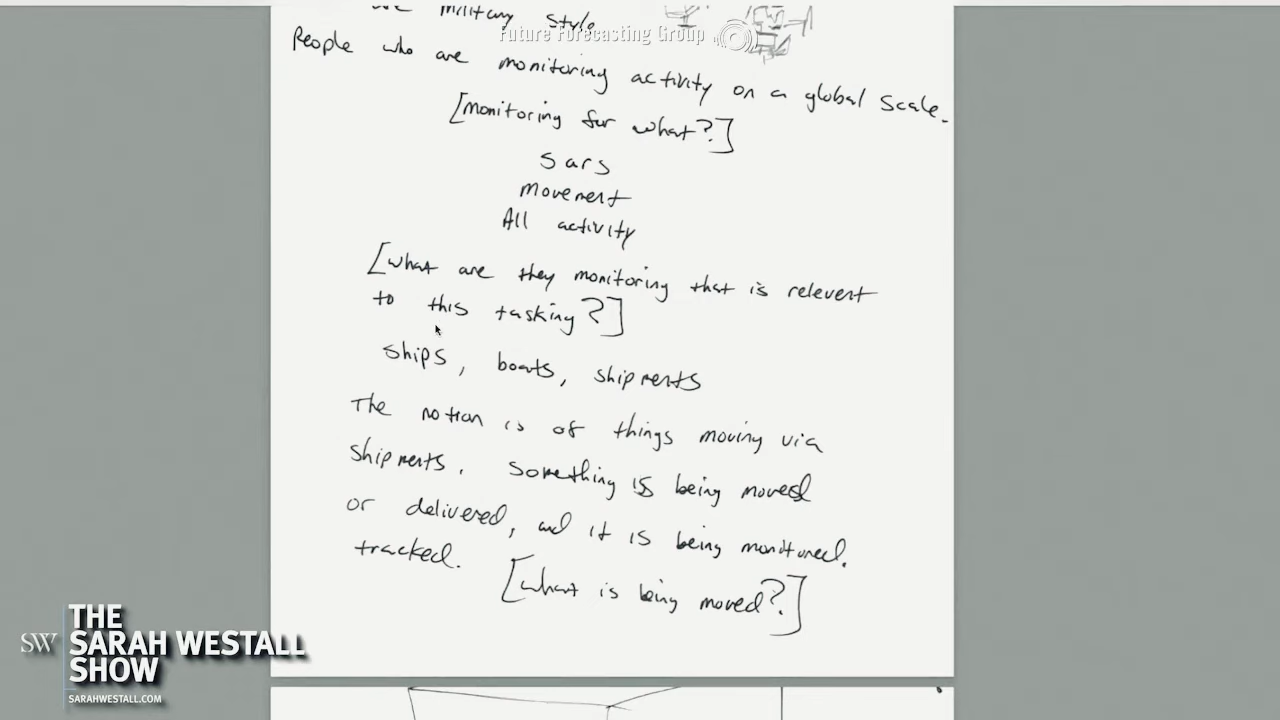 are military style
Future Forecasting Group
People who are monitoring activity on a global scale.
[monitoring for what?]
sars
movement
All activity
[what are they monitoring that is relevent
to this tasking?]
ships, boats, shipments
The notion is of things moving via
shipments. Something is being moved
or delivered, and it is being monitored.
tracked.
[what is being moved?]
SW
THE
SARAH WESTALL
SHOW
SARAHWESTALL.COM